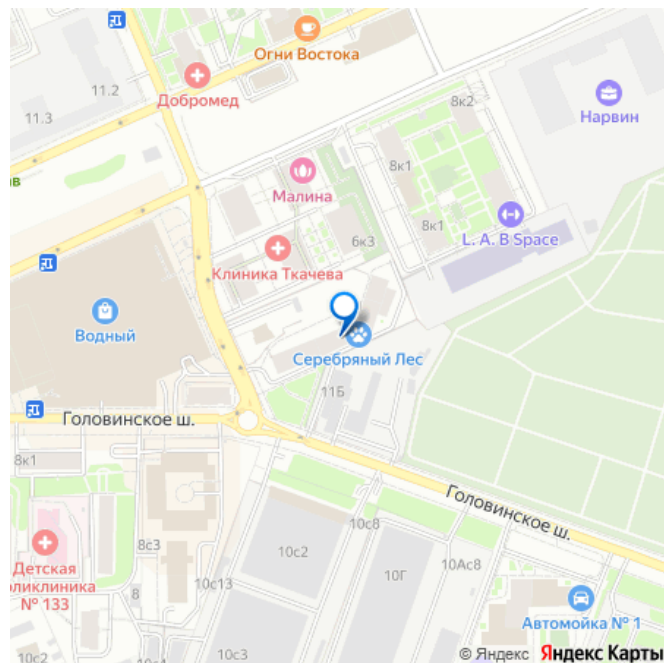 Огни Востока
11.2
Добромед
11.3
8к2
Нарвин
8к1
ав
Малина
8к1
6к3
L. A. B Space
Клиника Ткачева
Водный
Серебряный Лес
11Б
Головинское ш.
8к1
Головинское ш.
10с8
8с3
10с2
10Ас8
Детская
оликлиника
№ 133
10с13
10Г
8
Автомойка № 1
10с2
10с3
© Яндекс Яндекс Карты